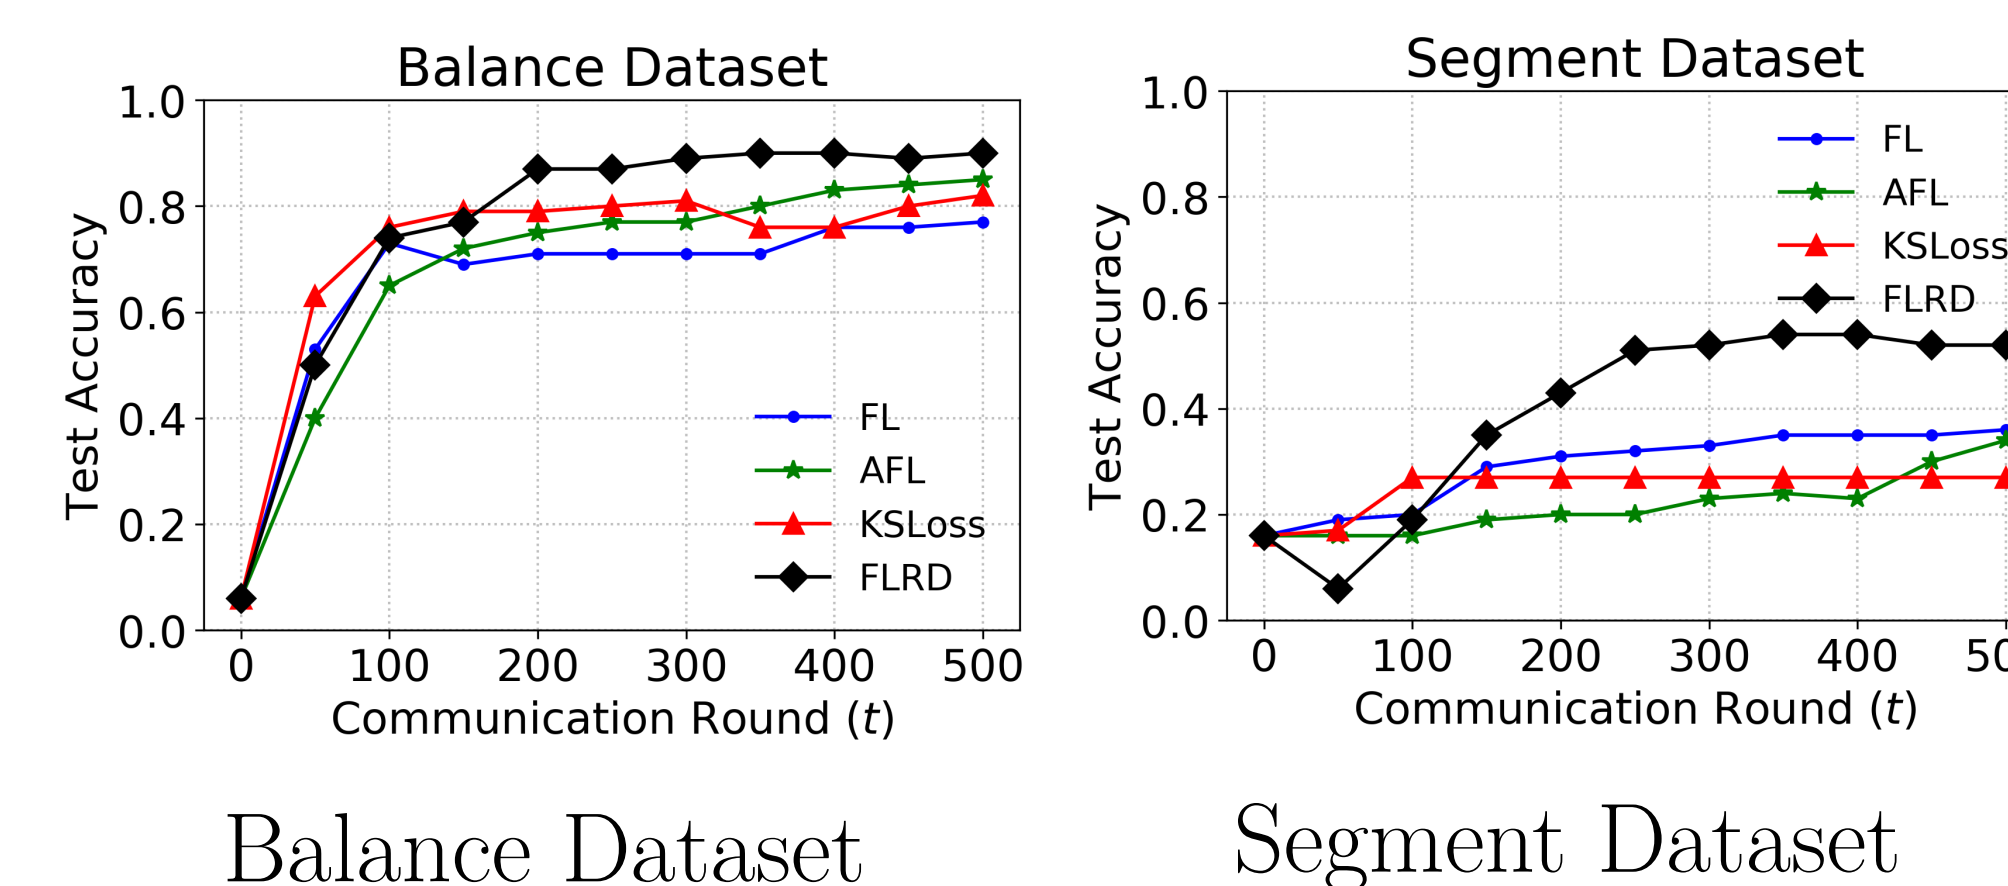 Balance Dataset
1.0
0.8
0.6
0.4
0.2
0.0
Test Accuracy
FL
AFL
KSLoss
FLRD
0 100 200 300 400 500
Communication Round (t)
Balance Dataset
Segment Dataset
1.0
0.8
0.6
0.4
0.2
0.0
Test Accuracy
FL
AFL
KSLoss
FLRD
0 100 200 300 400 50
Communication Round (t)
Segment Dataset